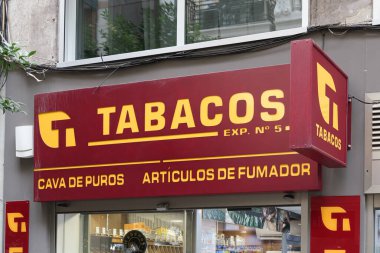 TABACOS
EXP. Nº 5
CAVA DE PUROS ARTÍCULOS DE FUMADOR
TABACOS